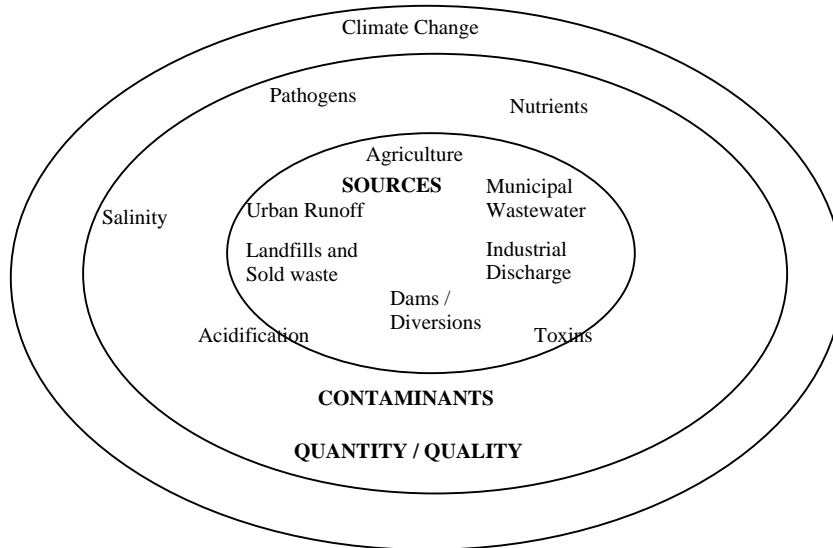 Climate Change
Pathogens
Nutrients
Agriculture
SOURCES
Municipal
Wastewater
Urban Runoff
Salinity
Landfills and
Sold waste
Industrial
Discharge
Dams /
Diversions
Acidification
Toxins
CONTAMINANTS
QUANTITY / QUALITY